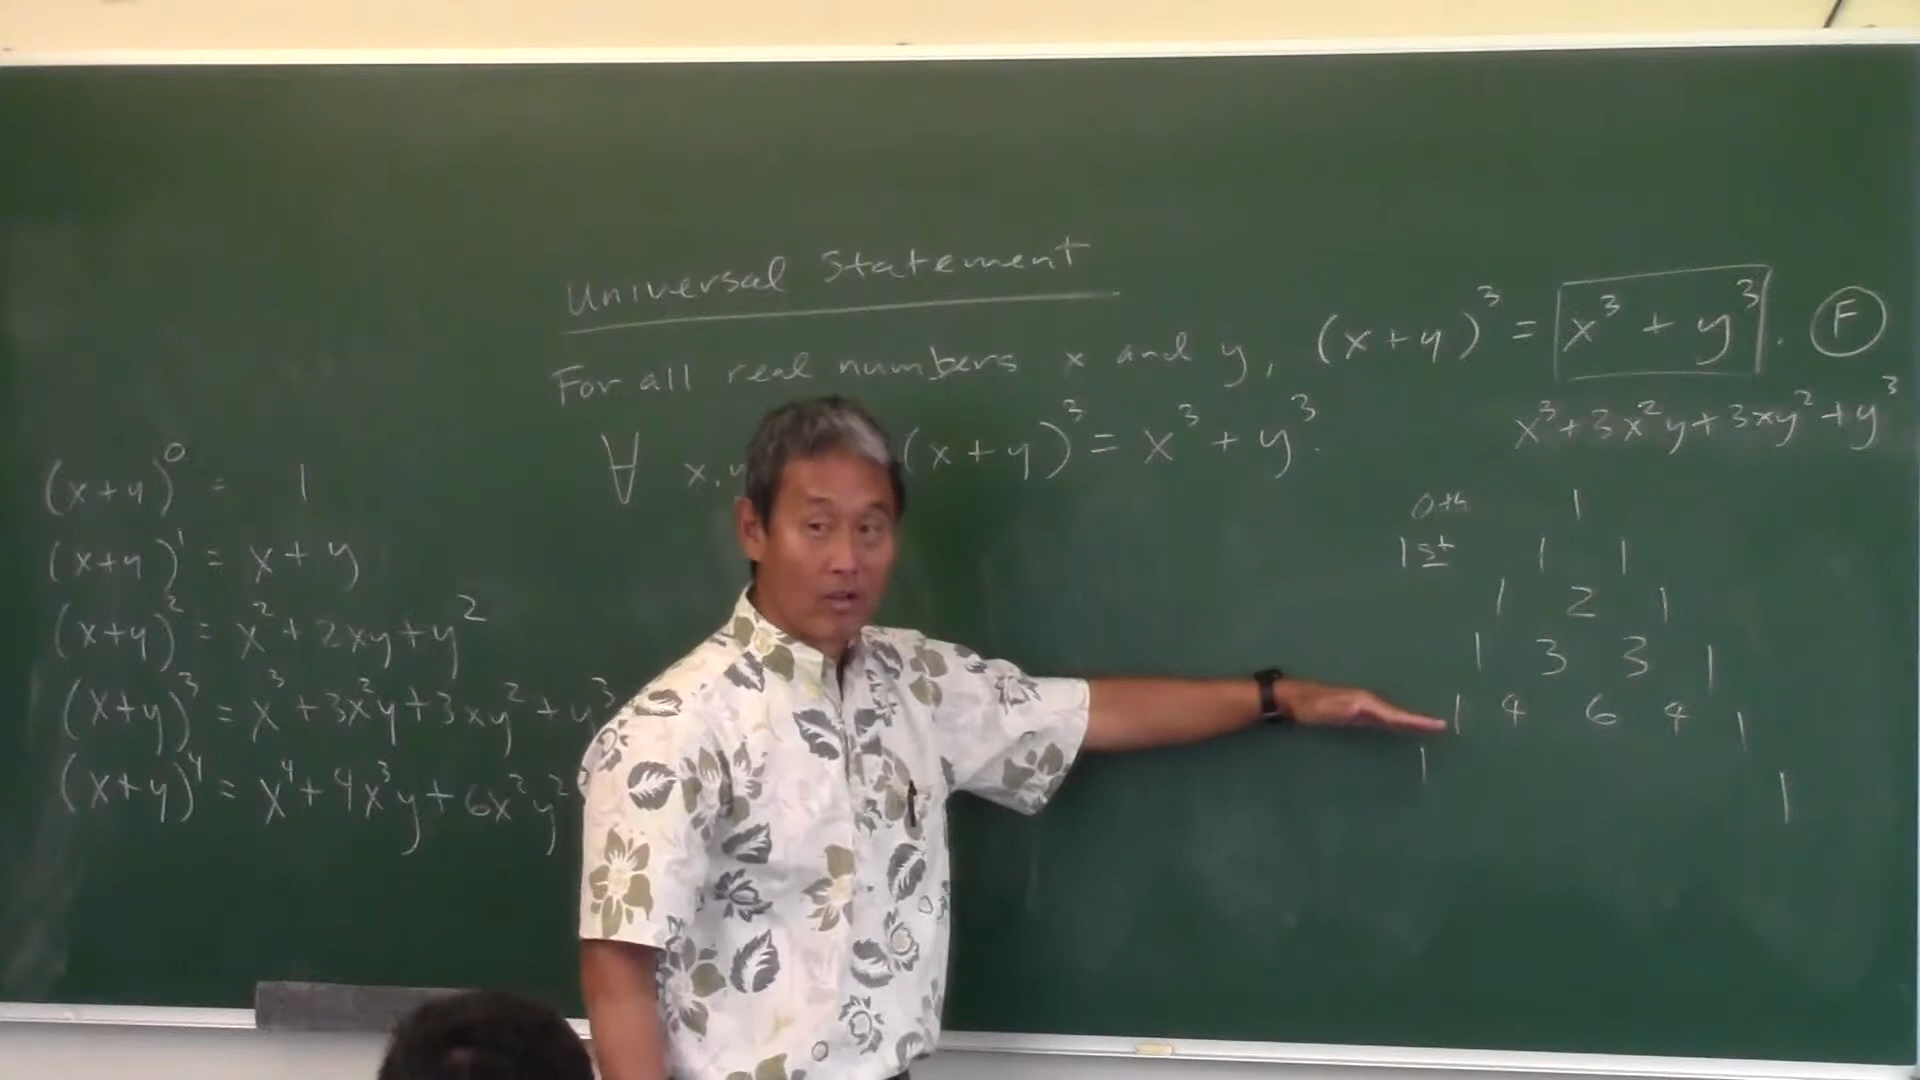 Universal Statement
For all real numbers x and y, (x+y)³ = x³ + y³. F
x³+3x²y+3xy²+y³
∀ x,y (x+y)³ = x³ + y³.
(x+y)⁰ = 1
(x+y)¹ = x+y
(x+y)² = x²+2xy+y²
(x+y)³ = x³+3x²y+3xy²+y³
(x+y)⁴ = x⁴+4x³y+6x²y²
0th 1
1st 1 1
1 2 1
1 3 3 1
1 4 6 4 1
1 1